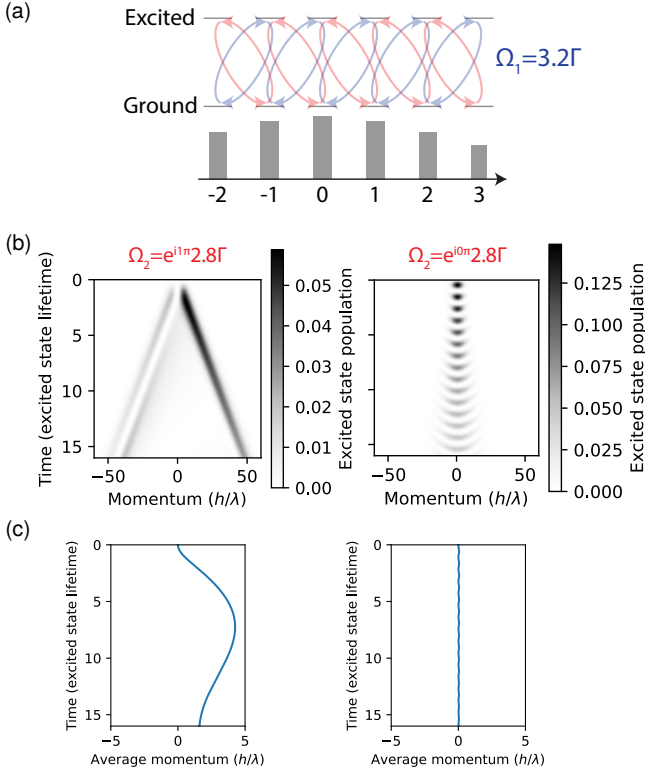 (a)
Excited
Ω₁=3.2Γ
Ground
-2 -1 0 1 2 3
(b)
Ω₂=e^{i1π}2.8Γ
Ω₂=e^{i0π}2.8Γ
Time (excited state lifetime)
0
5
10
15
−50 0 50
Momentum (h/λ)
0.05
0.04
0.03
0.02
0.01
0.00
Excited state population
−50 0 50
Momentum (h/λ)
0.125
0.100
0.075
0.050
0.025
0.000
Excited state population
(c)
Time (excited state lifetime)
0
5
10
15
−5 0 5
Average momentum (h/λ)
Time (excited state lifetime)
0
5
10
15
−5 0 5
Average momentum (h/λ)